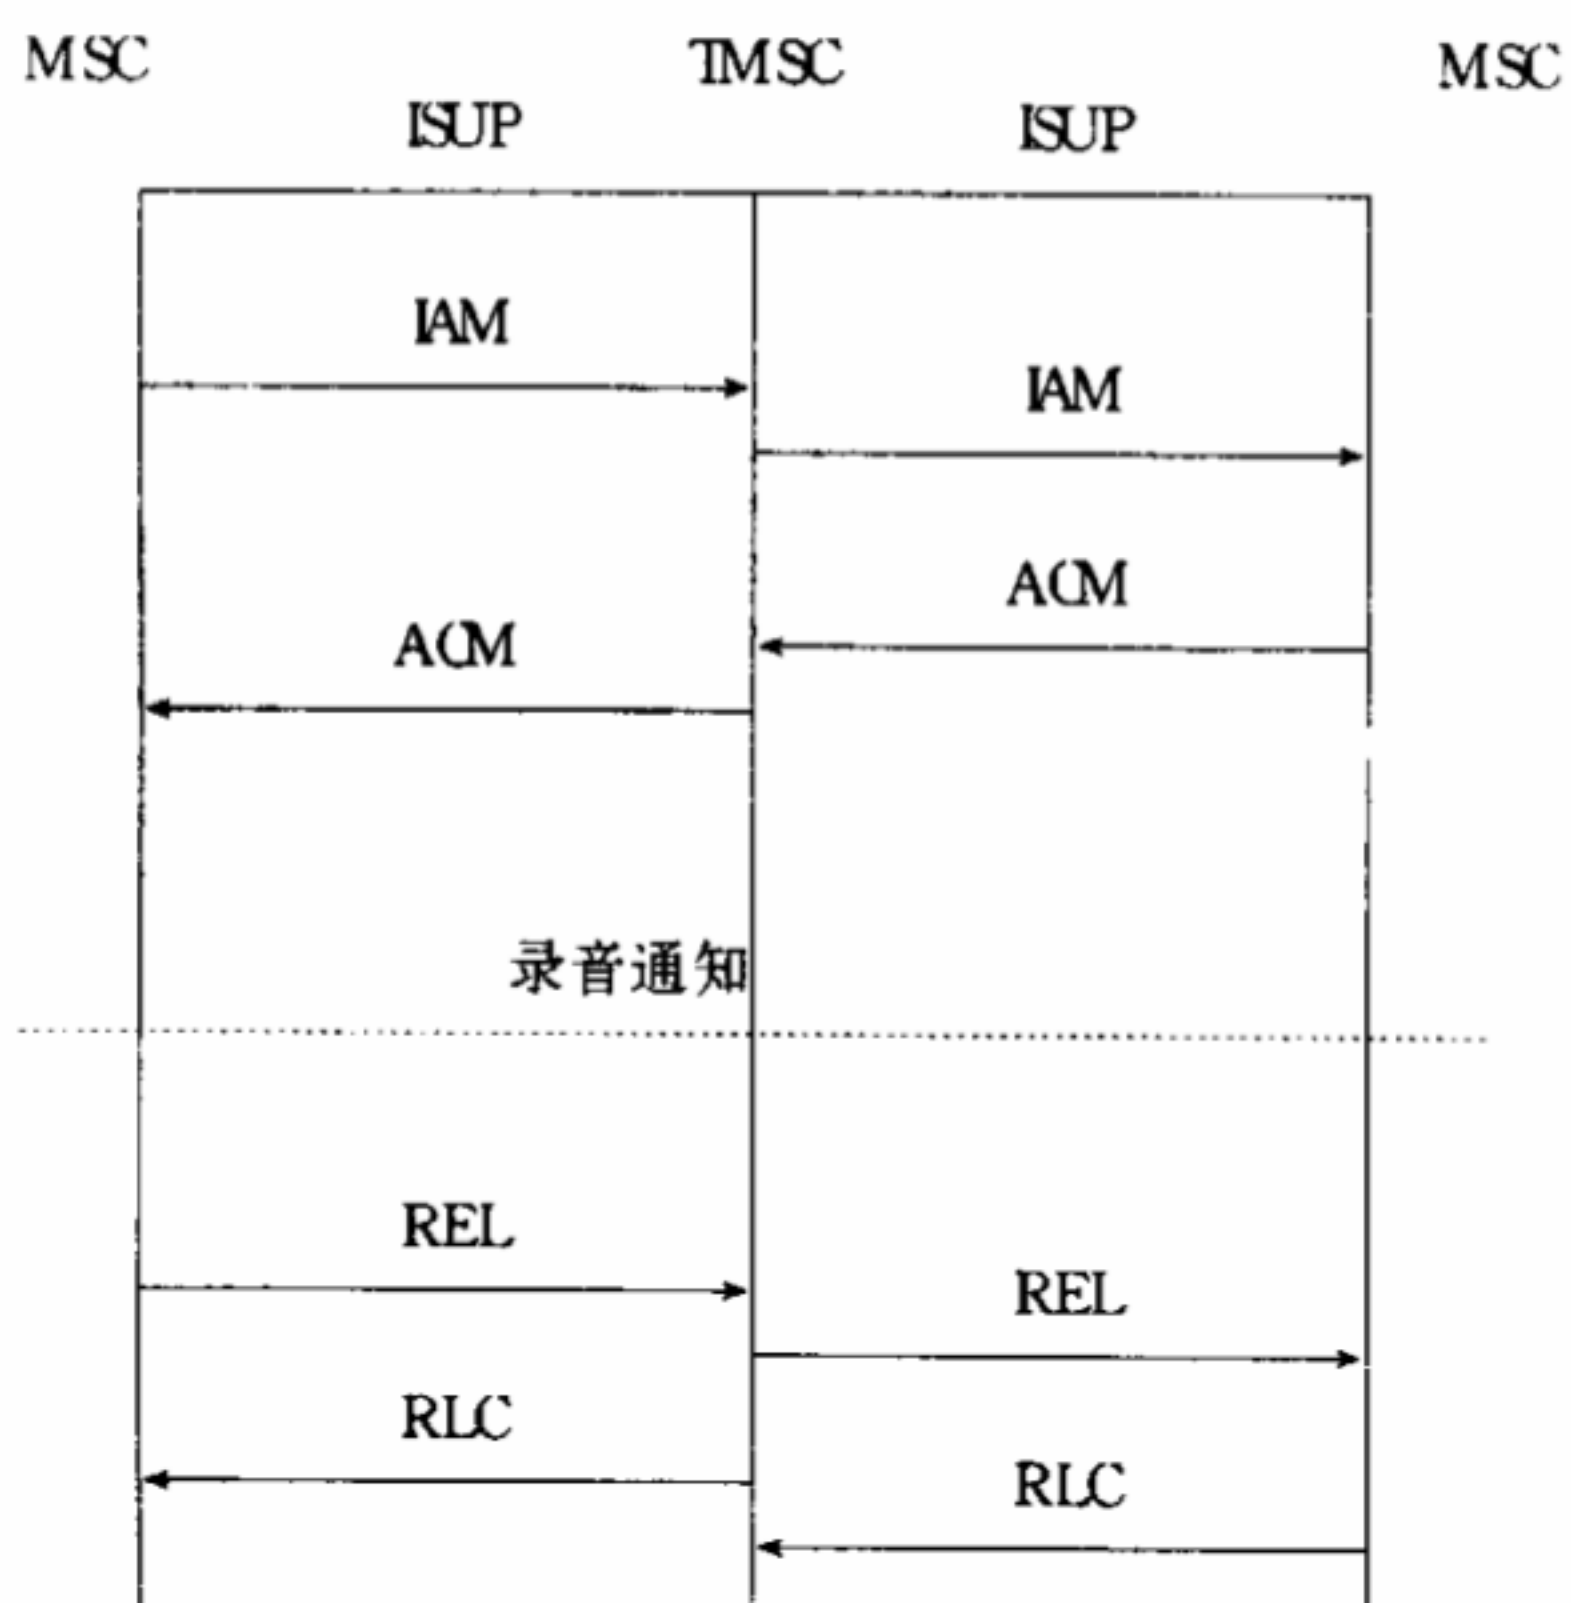 MSC TMSC MSC
ISUP ISUP
IAM
IAM
ACM
ACM
录音通知
REL
REL
RLC
RLC